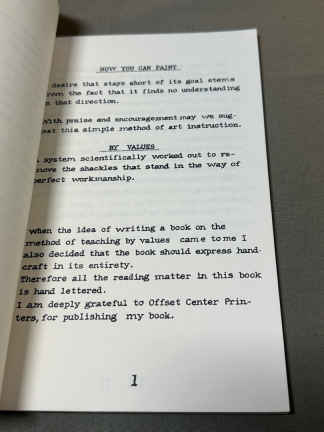 NOW YOU CAN PAINT
desire that stays short of its goal stems
from the fact that it finds no understanding
n that direction.
With praise and encouragement may we sug-
est this simple method of art instruction.
BY VALUES
A system scientifically worked out to re-
move the shackles that stand in the way of
perfect workmanship.
When the idea of writing a book on the
method of teaching by values came to me I
also decided that the book should express hand-
craft in its entirety.
Therefore all the reading matter in this book
is hand lettered.
I am deeply grateful to Offset Center Prin-
ters, for publishing my book.
1